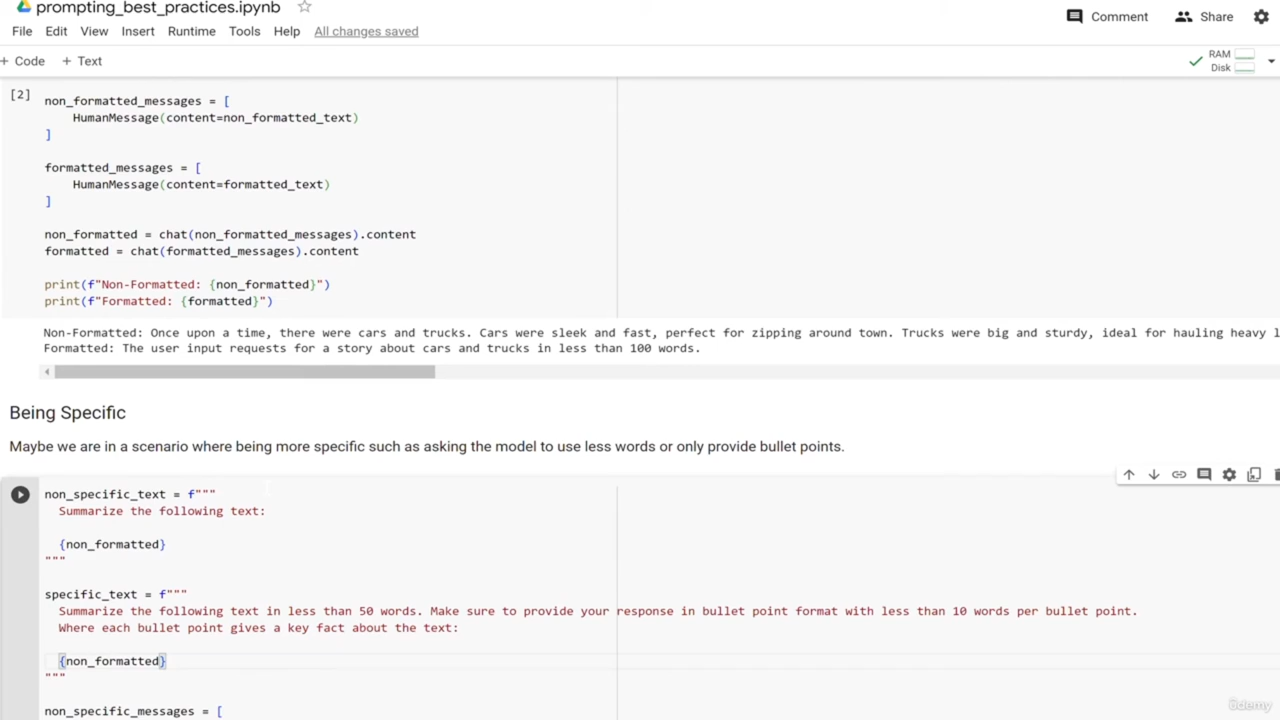 prompting_best_practices.ipynb
Comment
Share
File Edit View Insert Runtime Tools Help All changes saved
+ Code + Text
RAM
Disk
[2]
non_formatted_messages = [
    HumanMessage(content=non_formatted_text)
]
formatted_messages = [
    HumanMessage(content=formatted_text)
]
non_formatted = chat(non_formatted_messages).content
formatted = chat(formatted_messages).content
print(f"Non-Formatted: {non_formatted}")
print(f"Formatted: {formatted}")
Non-Formatted: Once upon a time, there were cars and trucks. Cars were sleek and fast, perfect for zipping around town. Trucks were big and sturdy, ideal for hauling heavy l
Formatted: The user input requests for a story about cars and trucks in less than 100 words.
Being Specific
Maybe we are in a scenario where being more specific such as asking the model to use less words or only provide bullet points.
non_specific_text = f"""
  Summarize the following text:
  {non_formatted}
"""
specific_text = f"""
  Summarize the following text in less than 50 words. Make sure to provide your response in bullet point format with less than 10 words per bullet point.
  Where each bullet point gives a key fact about the text:
  {non_formatted}
"""
non_specific_messages = [
ûdemy